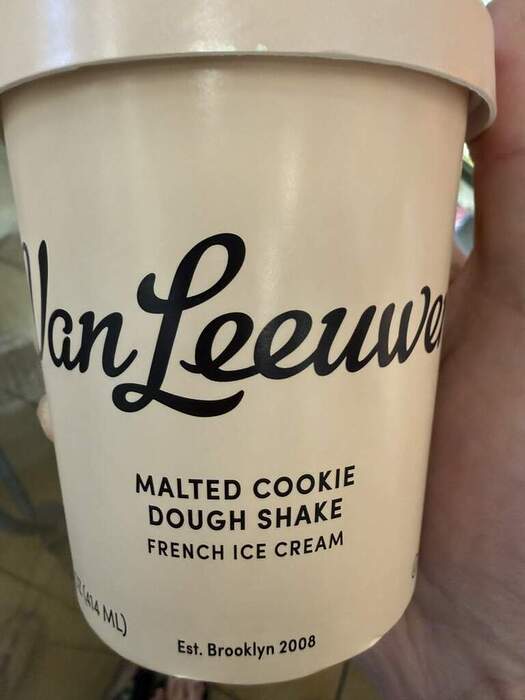 Van Leeuwe
MALTED COOKIE
DOUGH SHAKE
FRENCH ICE CREAM
(414 ML)
Est. Brooklyn 2008